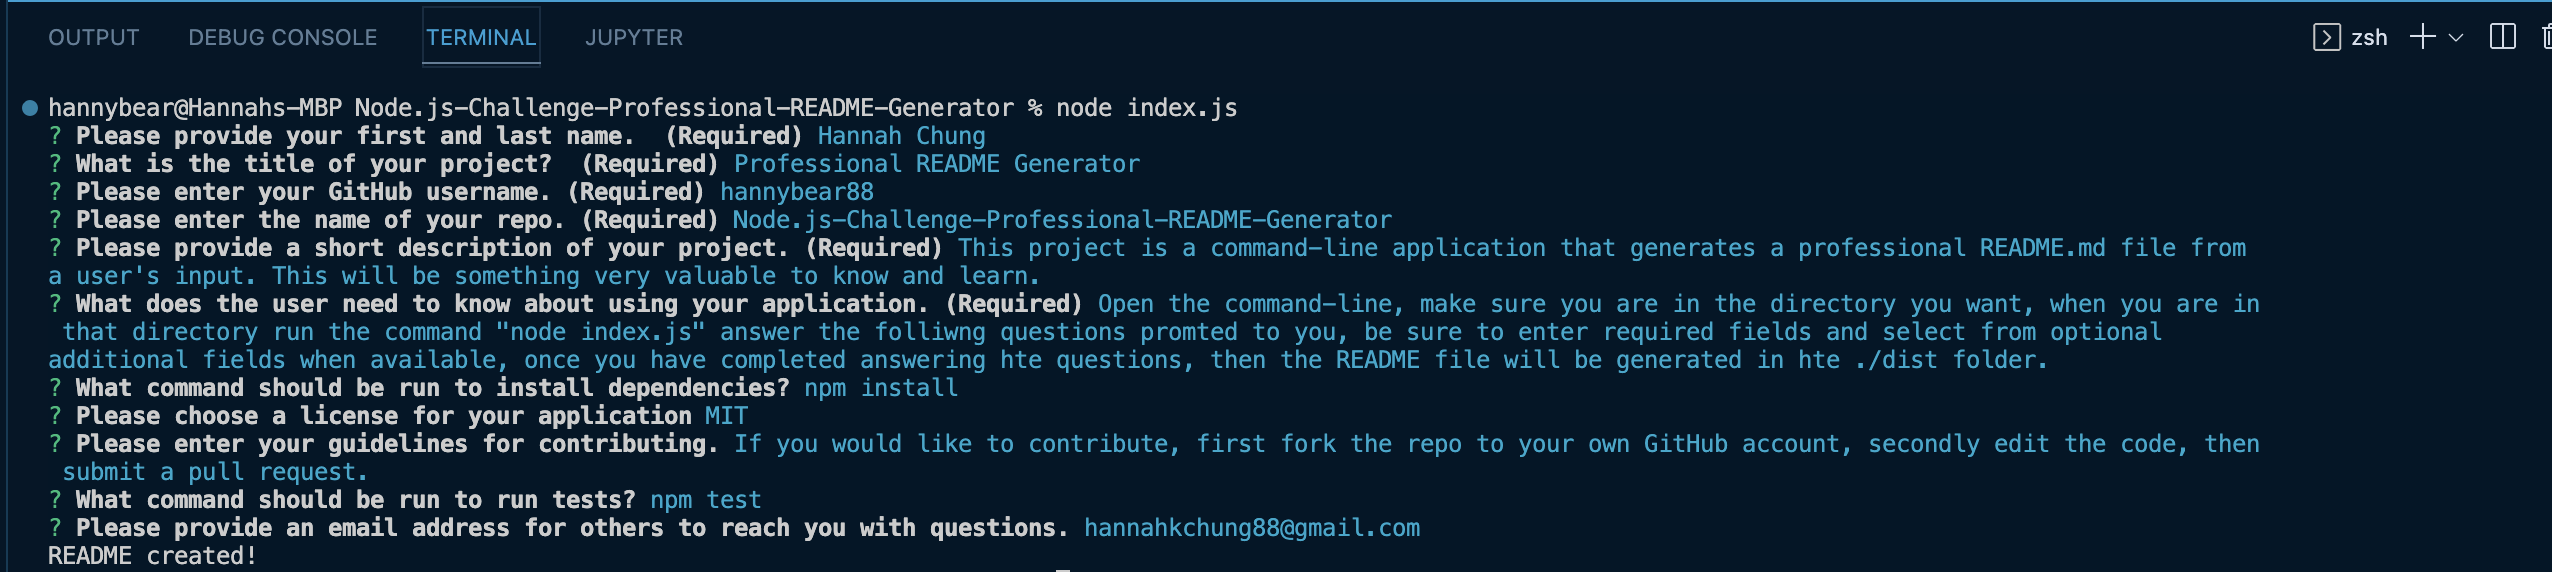 OUTPUT DEBUG CONSOLE TERMINAL JUPYTER zsh
hannybear@Hannahs-MBP Node.js-Challenge-Professional-README-Generator % node index.js
? Please provide your first and last name.  (Required) Hannah Chung
? What is the title of your project?  (Required) Professional README Generator
? Please enter your GitHub username. (Required) hannybear88
? Please enter the name of your repo. (Required) Node.js-Challenge-Professional-README-Generator
? Please provide a short description of your project. (Required) This project is a command-line application that generates a professional README.md file from
a user's input. This will be something very valuable to know and learn.
? What does the user need to know about using your application. (Required) Open the command-line, make sure you are in the directory you want, when you are in
that directory run the command "node index.js" answer the folliwng questions promted to you, be sure to enter required fields and select from optional
additional fields when available, once you have completed answering hte questions, then the README file will be generated in hte ./dist folder.
? What command should be run to install dependencies? npm install
? Please choose a license for your application MIT
? Please enter your guidelines for contributing. If you would like to contribute, first fork the repo to your own GitHub account, secondly edit the code, then
submit a pull request.
? What command should be run to run tests? npm test
? Please provide an email address for others to reach you with questions. hannahkchung88@gmail.com
README created!